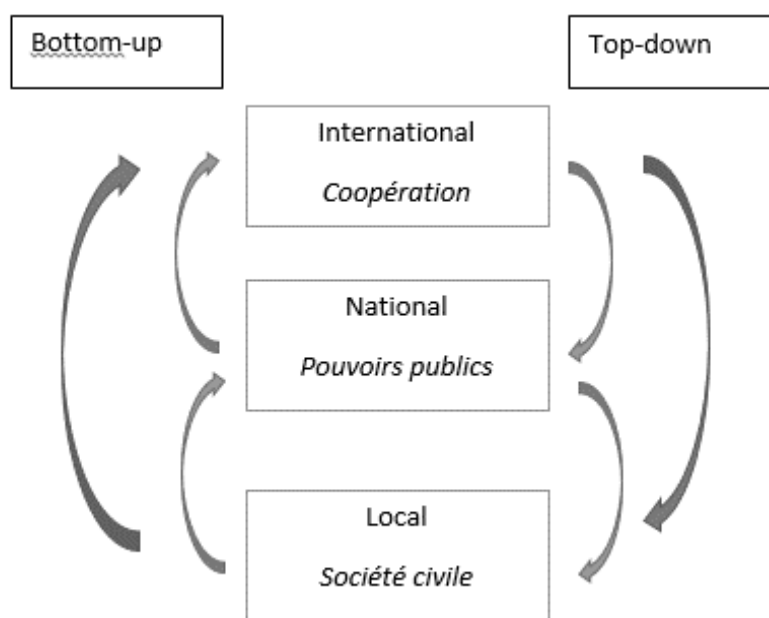 Bottom-up
Top-down
International
Coopération
National
Pouvoirs publics
Local
Société civile